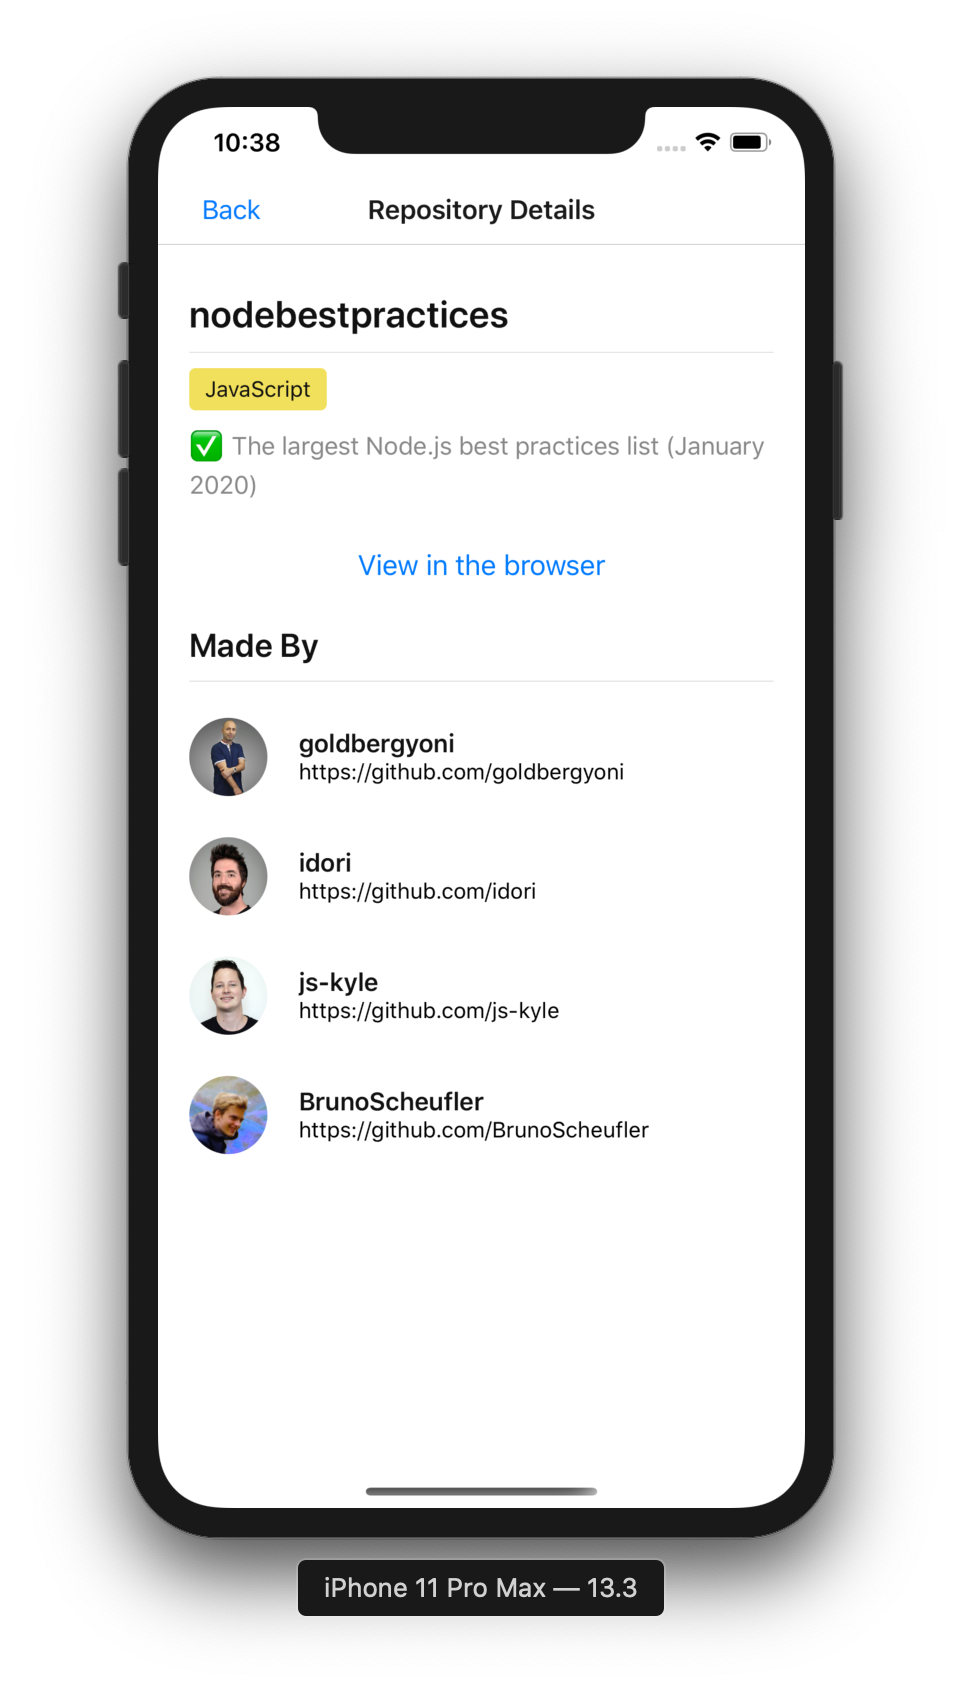 10:38
Back
Repository Details
nodebestpractices
JavaScript
✅ The largest Node.js best practices list (January
2020)
View in the browser
Made By
goldbergyoni
https://github.com/goldbergyoni
idori
https://github.com/idori
js-kyle
https://github.com/js-kyle
BrunoScheufler
https://github.com/BrunoScheufler
iPhone 11 Pro Max — 13.3